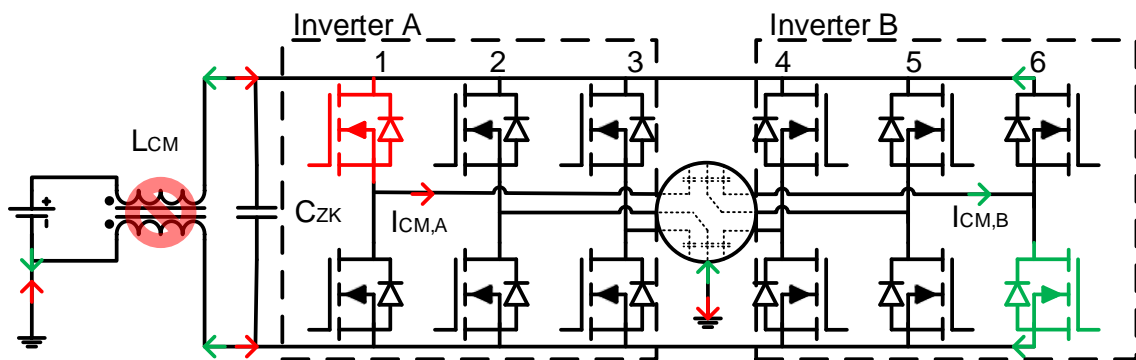 Inverter A
Inverter B
1 2 3 4 5 6
LCM
CZK
ICM,A
ICM,B
+
-